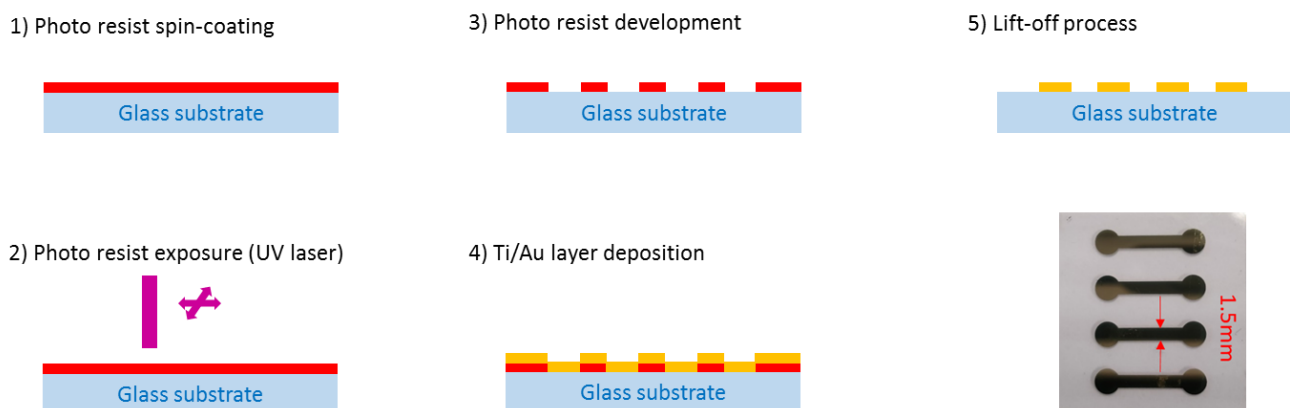 1) Photo resist spin-coating
Glass substrate
2) Photo resist exposure (UV laser)
Glass substrate
3) Photo resist development
Glass substrate
4) Ti/Au layer deposition
Glass substrate
5) Lift-off process
Glass substrate
1.5mm